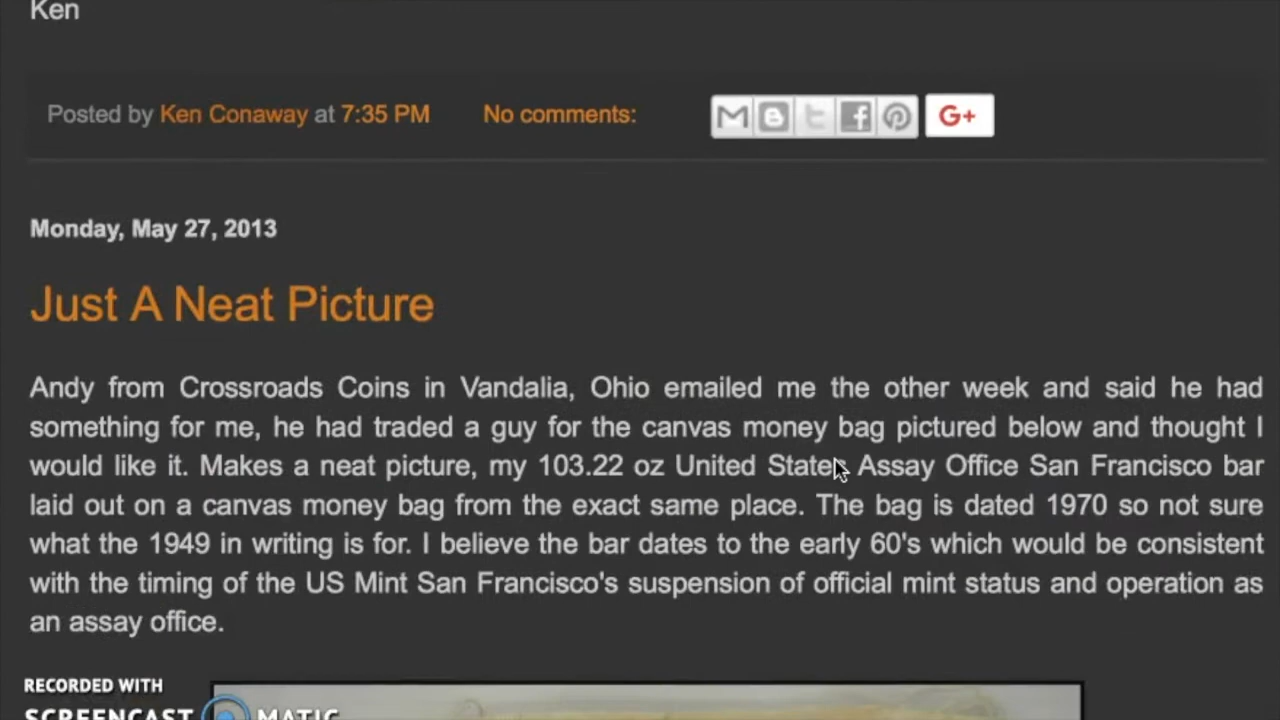 Ken
Posted by Ken Conaway at 7:35 PM No comments: G+
Monday, May 27, 2013
Just A Neat Picture
Andy from Crossroads Coins in Vandalia, Ohio emailed me the other week and said he had
something for me, he had traded a guy for the canvas money bag pictured below and thought I
would like it. Makes a neat picture, my 103.22 oz United States Assay Office San Francisco bar
laid out on a canvas money bag from the exact same place. The bag is dated 1970 so not sure
what the 1949 in writing is for. I believe the bar dates to the early 60's which would be consistent
with the timing of the US Mint San Francisco's suspension of official mint status and operation as
an assay office.
RECORDED WITH
SCREENCAST MATIC